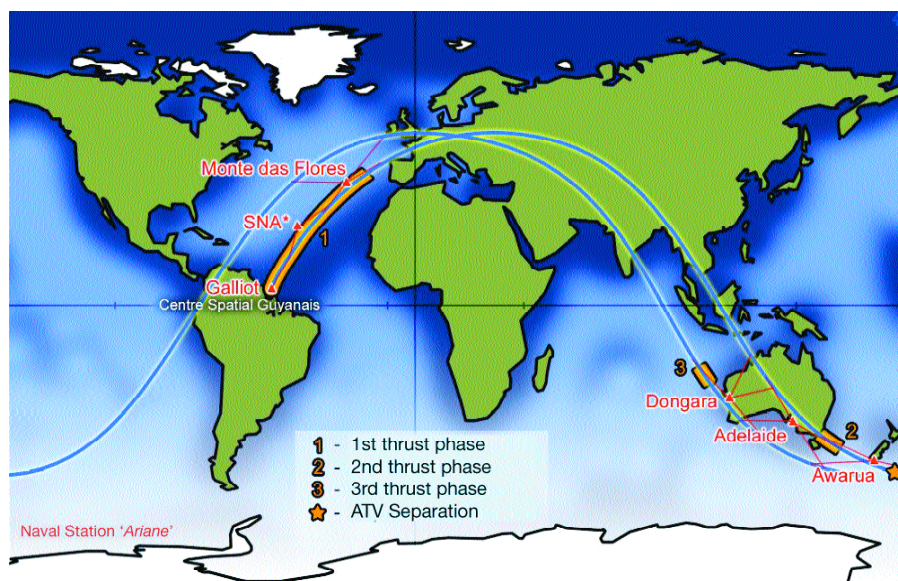 Monte das Flores
SNA*
1
Galliot
Centre Spatial Guyanais
3
Dongara
2
Adelaide
Awarua
1 - 1st thrust phase
2 - 2nd thrust phase
3 - 3rd thrust phase
- ATV Separation
Naval Station 'Ariane'